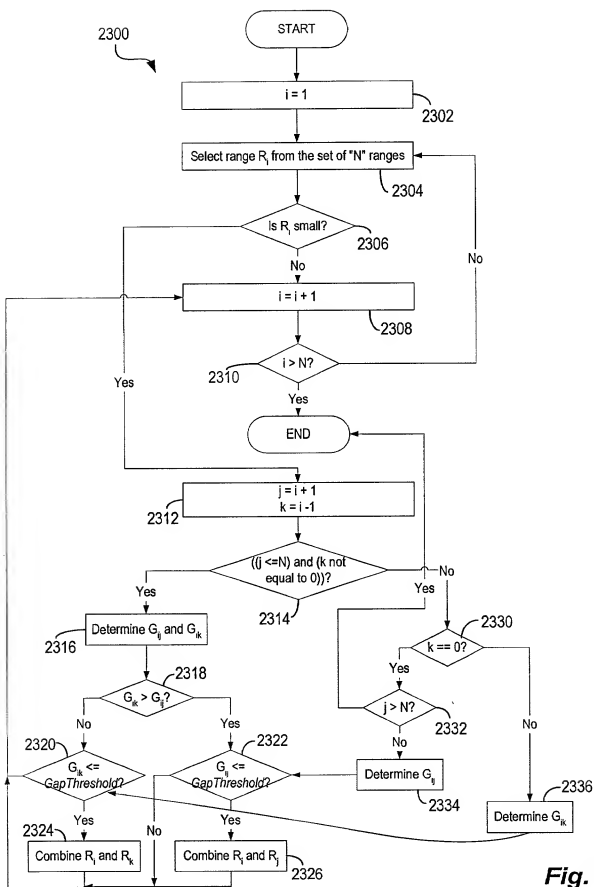 START
2300
i = 1
2302
Select range Ri from the set of "N" ranges
2304
Is Ri small?
2306
No
No
i = i + 1
2308
i > N?
2310
Yes
Yes
END
j = i + 1
k = i -1
2312
((j <=N) and (k not
equal to 0))?
2314
No
Yes
Yes
2330
k == 0?
Determine Gij and Gik
2316
Yes
2318
Gik > Gij?
j > N?
2332
No
No
Yes
No
2320
Gik <=
GapThreshold?
2322
Gij <=
GapThreshold?
Determine Gij
2334
2336
Determine Gik
Yes
No
Yes
2324
Combine Ri and Rk
Combine Ri and Rj
2326
Fig.